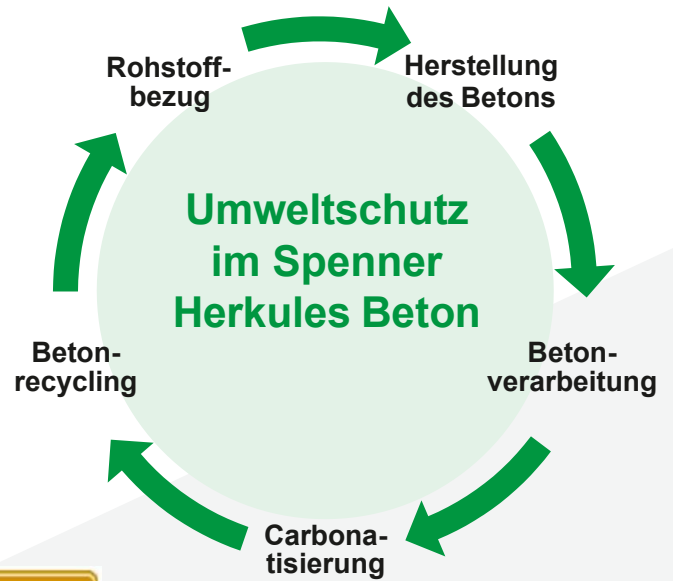 Rohstoff-
bezug
Herstellung
des Betons
Umweltschutz
im Spenner
Herkules Beton
Beton-
recycling
Beton-
verarbeitung
Carbona-
tisierung